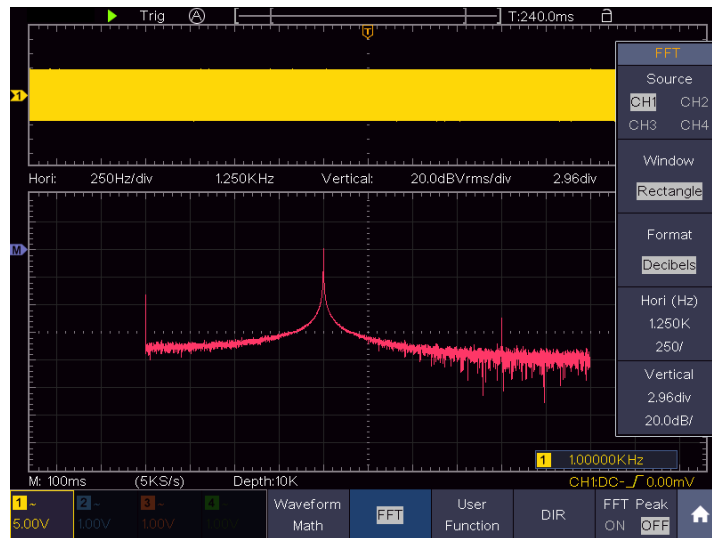 Trig A T:240.0ms
T
1
FFT
Source
CH1 CH2
CH3 CH4
Window
Rectangle
Format
Decibels
Hori (Hz)
1.250K
250/
Vertical
2.96div
20.0dB/
Hori: 250Hz/div 1.250KHz Vertical: 20.0dBVrms/div 2.96div
M
1 1.00000KHz
M: 100ms (5KS/s) Depth:10K CH1:DC- 0.00mV
1 ~ 5.00V
2 ~ 1.00V
3 ~ 1.00V
4
Waveform Math
FFT
User Function
DIR
FFT Peak
ON OFF